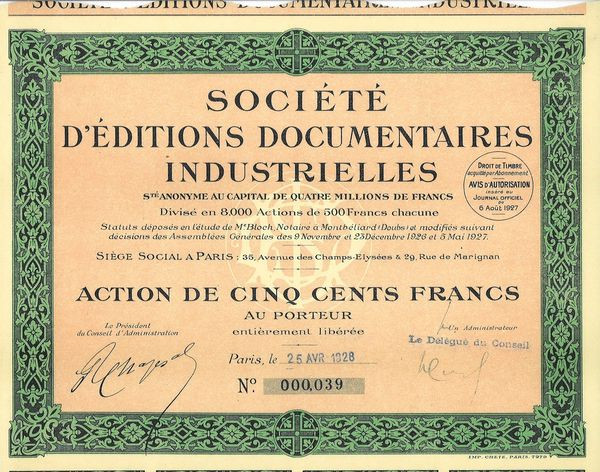 SOCIÉTÉ D'ÉDITIONS DOCUMENTAIRES INDUSTRIELLES
SOCIÉTÉ
D'ÉDITIONS DOCUMENTAIRES
INDUSTRIELLES
STÉ ANONYME AU CAPITAL DE QUATRE MILLIONS DE FRANCS
Divisé en 8.000 Actions de 500 Francs chacune
Statuts déposés en l'étude de Me Bloch, Notaire à Montbéliard (Doubs) et modifiés suivant
décisions des Assemblées Générales des 9 Novembre et 23 Décembre 1926 et 5 Mai 1927.
SIÈGE SOCIAL A PARIS : 35, Avenue des Champs-Elysées & 29, Rue de Marignan
DROIT DE TIMBRE
acquitté par Abonnement
AVIS D'AUTORISATION
inséré au
JOURNAL OFFICIEL
du
6 Août 1927
ACTION DE CINQ CENTS FRANCS
AU PORTEUR
entièrement libérée
Le Président
du Conseil d'Administration
Un Administrateur
Le Délégué du Conseil
Paris, le 25 AVR 1928
No. 000,039
IMP. CHETE, PARIS.